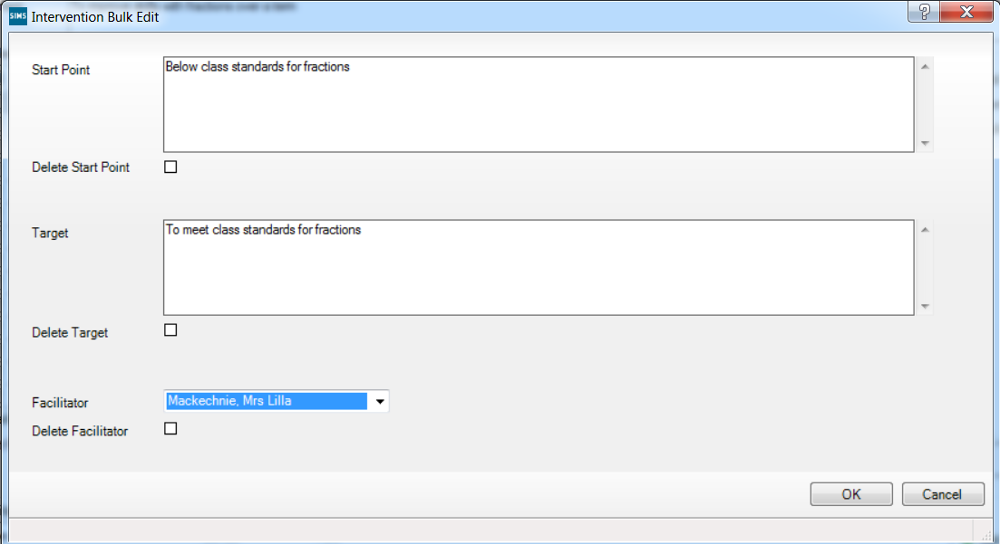 SIMS Intervention Bulk Edit
Start Point
Below class standards for fractions
Delete Start Point
Target
To meet class standards for fractions
Delete Target
Facilitator
Mackechnie, Mrs Lilla
Delete Facilitator
OK
Cancel